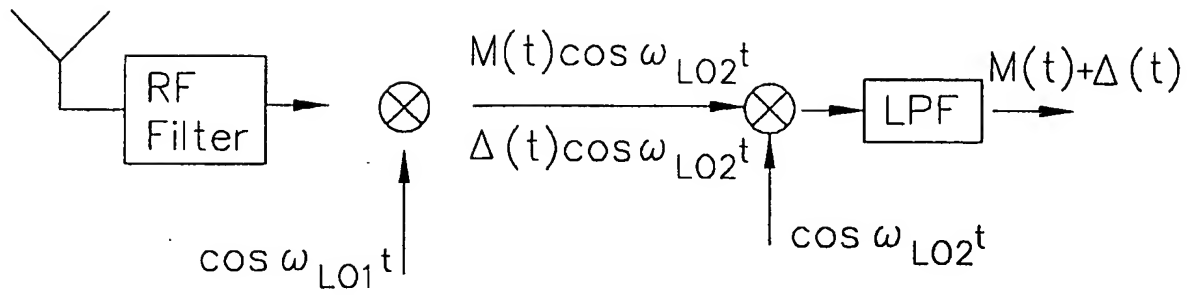 RF
Filter
M(t)cos ω_LO2 t
Δ(t)cos ω_LO2 t
LPF
M(t)+Δ(t)
cos ω_LO1 t
cos ω_LO2 t